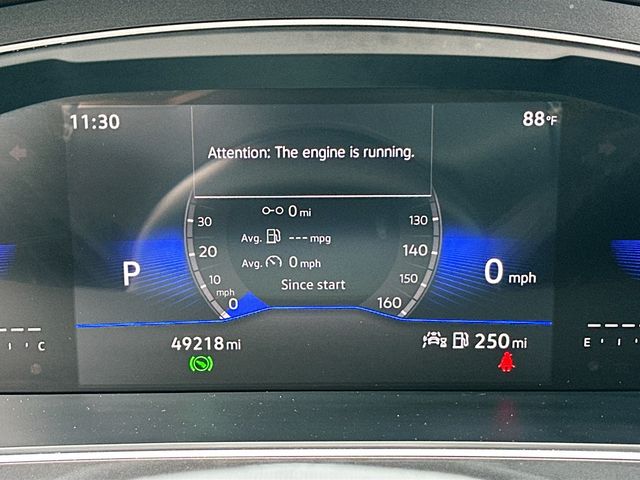 11:30
88°F
Attention: The engine is running.
0 mi
Avg. --- mpg
Avg. 0 mph
Since start
30
20
10
mph
0
130
140
150
160
P
0 mph
49218 mi
250 mi
C
E